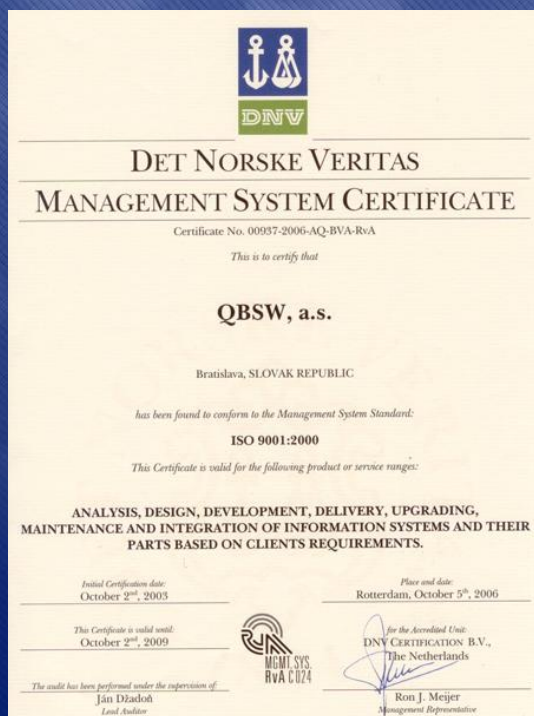 DNV
DET NORSKE VERITAS
MANAGEMENT SYSTEM CERTIFICATE
Certificate No. 00937-2006-AQ-BVA-RvA
This is to certify that
QBSW, a.s.
Bratislava, SLOVAK REPUBLIC
has been found to conform to the Management System Standard:
ISO 9001:2000
This Certificate is valid for the following product or service ranges:
ANALYSIS, DESIGN, DEVELOPMENT, DELIVERY, UPGRADING,
MAINTENANCE AND INTEGRATION OF INFORMATION SYSTEMS AND THEIR
PARTS BASED ON CLIENTS REQUIREMENTS.
Initial Certification date:
October 2nd, 2003
Place and date:
Rotterdam, October 5th, 2006
This Certificate is valid until:
October 2nd, 2009
for the Accredited Unit:
DNV CERTIFICATION B.V.,
The Netherlands
RVA
MGMT. SYS.
RvA C 024
The audit has been performed under the supervision of:
Ján Džadoň
Lead Auditor
Ron J. Meijer
Management Representative